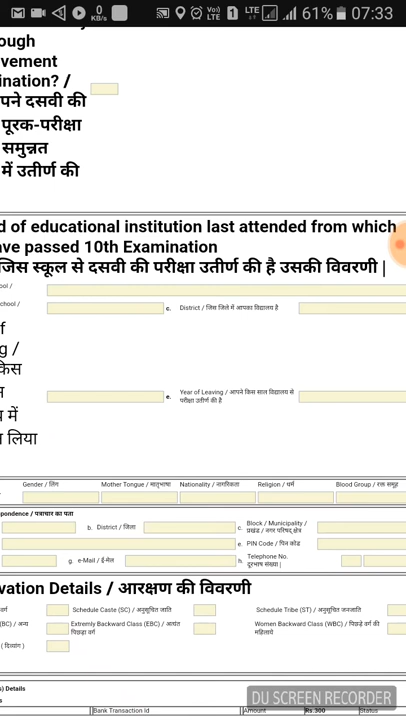 0 KB/s Vo)) LTE 1 LTE 61% 07:33
ough
vement
ination? /
पने दसवी की
पूरक-परीक्षा
समुन्नत
में उतीर्ण की
d of educational institution last attended from which
ave passed 10th Examination
जिस स्कूल से दसवी की परीक्षा उतीर्ण की है उसकी विवरणी |
ool /
chool / c. District / जिथ जिले में आपका विद्यालय है
f
g /
किस
में
लिया
e. Year of Leaving / आपने किस साल विद्यालय से
परीक्षा उतीर्ण की है
Gender / लिंग Mother Tongue / मातृभाषा Nationality / नागरिकता Religion / धर्म Blood Group / रक्त समूह
pondence / पत्राचार का पता
b. District / जिला c. Block / Municipality /
प्रखंड / नगर परिषद् क्षेत्र
e. PIN Code / पिन कोड
g. e-Mail / ई-मेल h. Telephone No.
दूरभाष संख्या |
vation Details / आरक्षण की विवरणी
वर्ग Schedule Caste (SC) / अनुसूचित जाति Schedule Tribe (ST) / अनुसूचित जनजाति
(BC) / अन्य Extremly Backward Class (EBC) / अत्यंत
पिछड़ा वर्ग Women Backward Class (WBC) / पिछड़े वर्ग की
महिलाये
( दिव्यांग )
s) Details
s
Bank Transaction Id Amount Rs.300 Status
DU SCREEN RECORDER